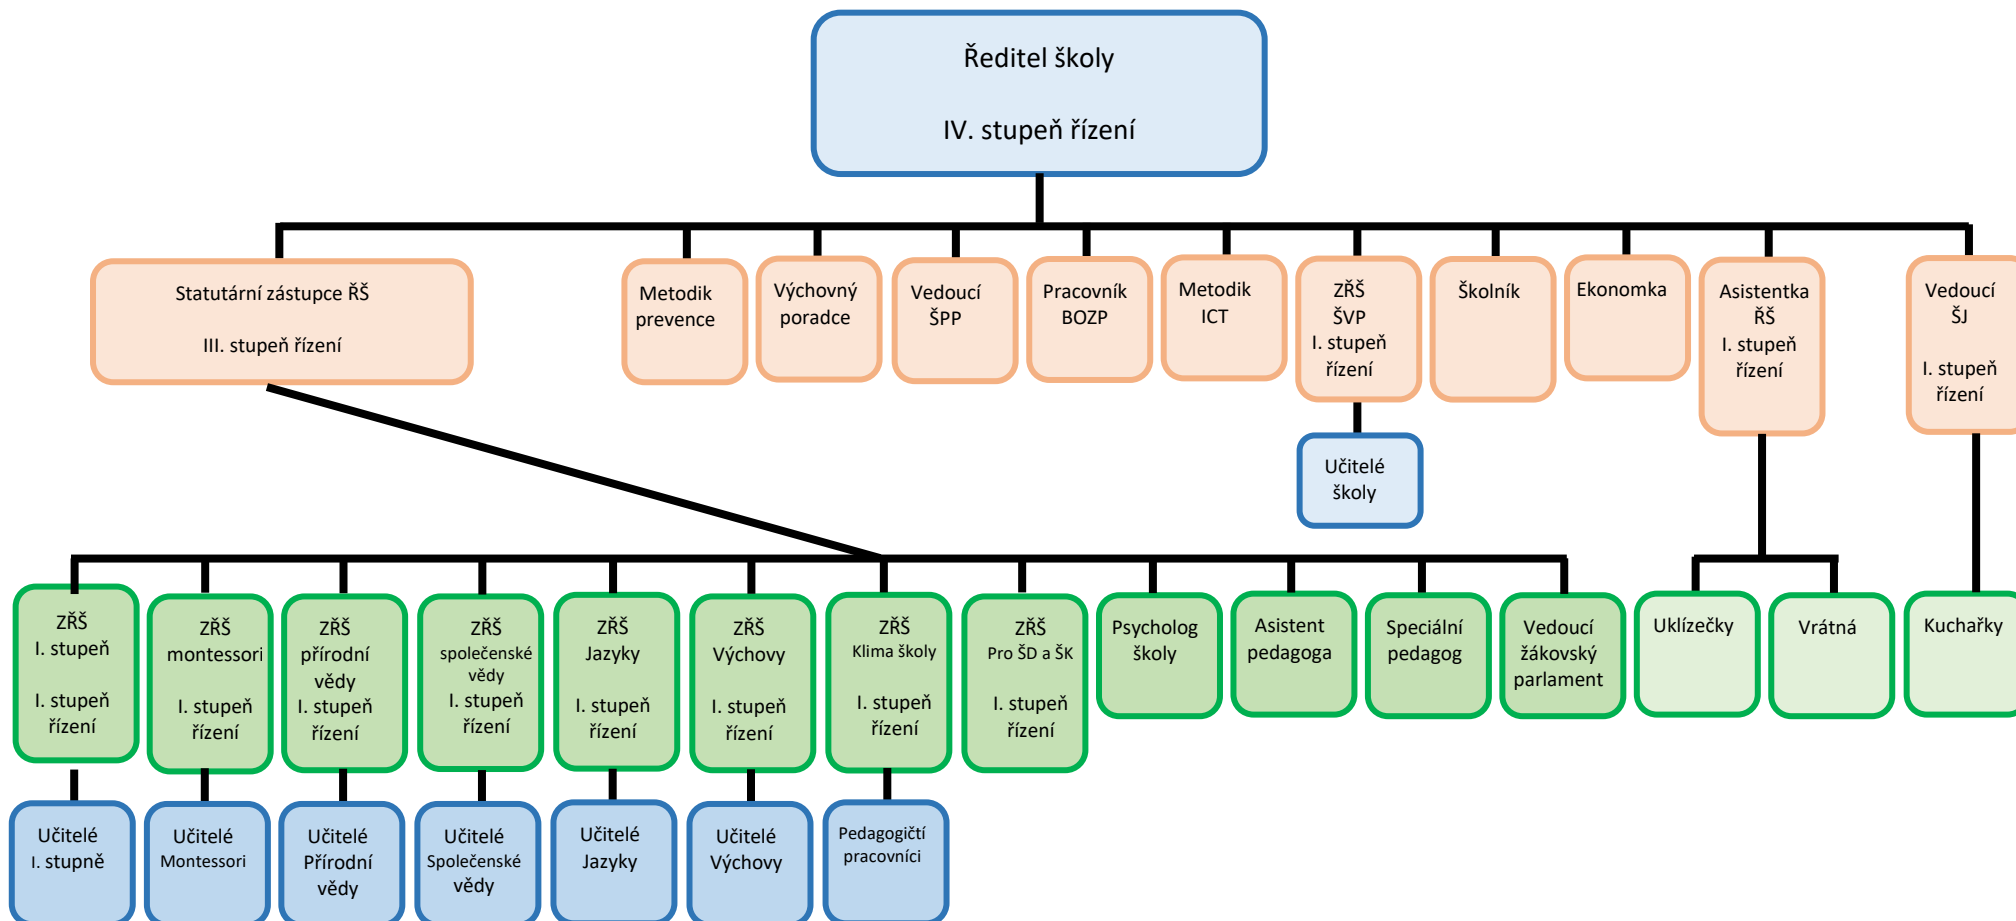 Ředitel školy
IV. stupeň řízení
Statutární zástupce ŘŠ
III. stupeň řízení
Metodik
prevence
Výchovný
poradce
Vedoucí
ŠPP
Pracovník
BOZP
Metodik
ICT
ZŘŠ
ŠVP
I. stupeň
řízení
Školník
Ekonomka
Asistentka
ŘŠ
I. stupeň
řízení
Vedoucí
ŠJ
I. stupeň
řízení
Učitelé
školy
ZŘŠ
I. stupeň
I. stupeň
řízení
ZŘŠ
montessori
I. stupeň
řízení
ZŘŠ
přírodní
vědy
I. stupeň
řízení
ZŘŠ
společenské
vědy
I. stupeň
řízení
ZŘŠ
Jazyky
I. stupeň
řízení
ZŘŠ
Výchovy
I. stupeň
řízení
ZŘŠ
Klima školy
I. stupeň
řízení
ZŘŠ
Pro ŠD a ŠK
I. stupeň
řízení
Psycholog
školy
Asistent
pedagoga
Speciální
pedagog
Vedoucí
žákovský
parlament
Uklízečky
Vrátná
Kuchařky
Učitelé
I. stupně
Učitelé
Montessori
Učitelé
Přírodní
vědy
Učitelé
Společenské
vědy
Učitelé
Jazyky
Učitelé
Výchovy
Pedagogičtí
pracovníci